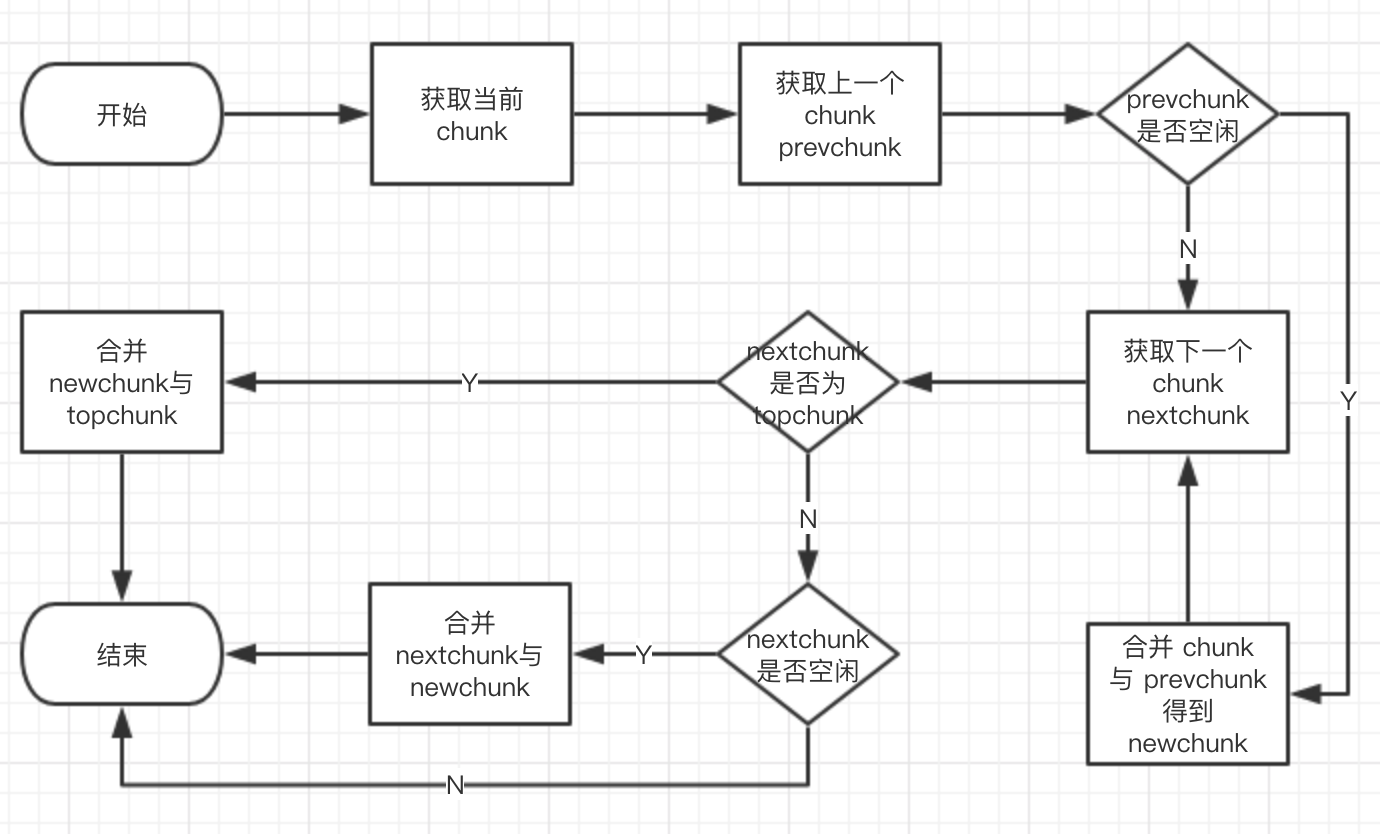 开始
获取当前
chunk
获取上一个
chunk
prevchunk
prevchunk
是否空闲
N
Y
获取下一个
chunk
nextchunk
nextchunk
是否为
topchunk
Y
合并
newchunk与
topchunk
N
合并 chunk
与 prevchunk
得到
newchunk
nextchunk
是否空闲
Y
合并
nextchunk与
newchunk
结束
N